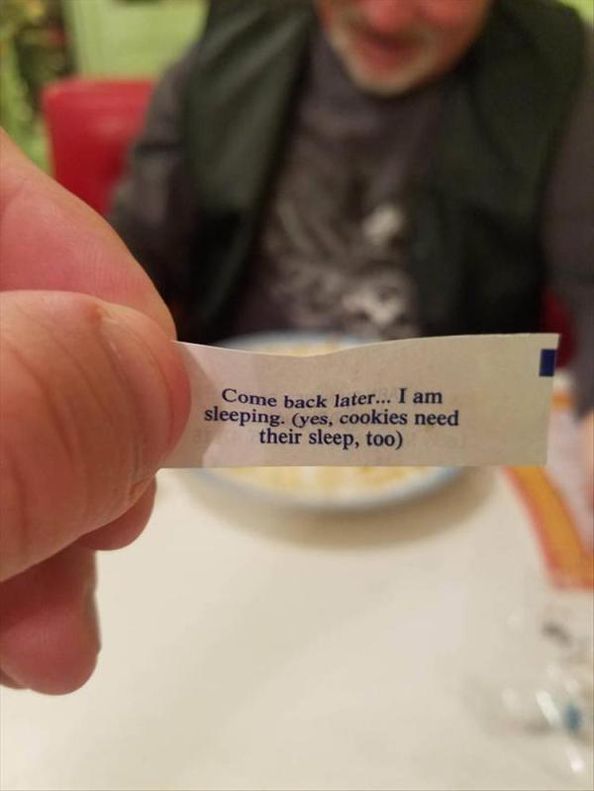 Come back later... I am
sleeping. (yes, cookies need
their sleep, too)